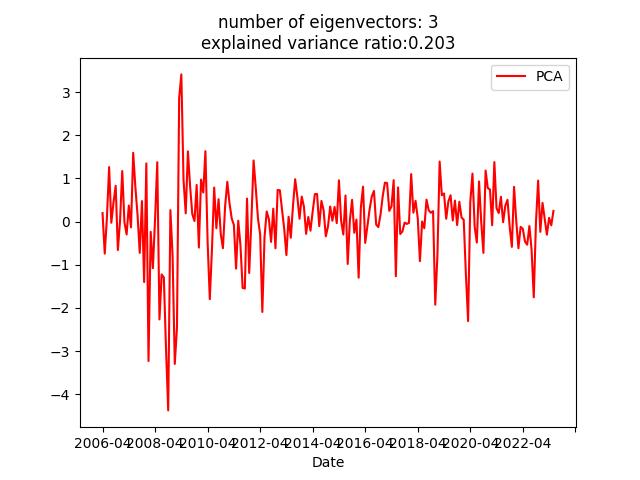 number of eigenvectors: 3
explained variance ratio:0.203
PCA
3
2
1
0
−1
−2
−3
−4
2006-04 2008-04 2010-04 2012-04 2014-04 2016-04 2018-04 2020-04 2022-04
Date